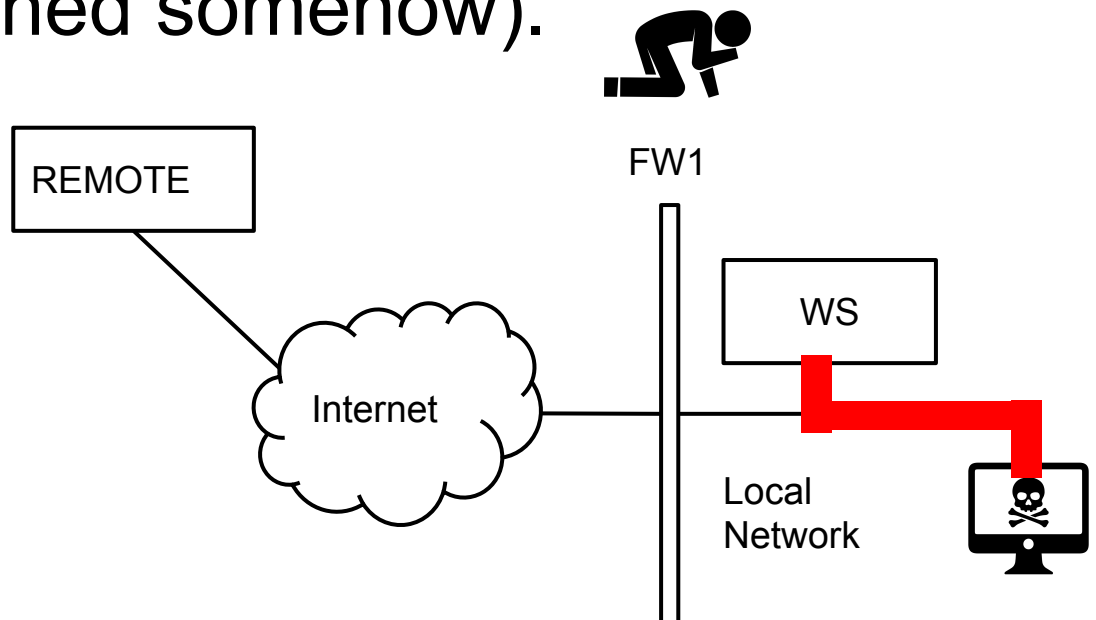 ned somehow).
FW1
REMOTE
WS
Internet
Local
Network